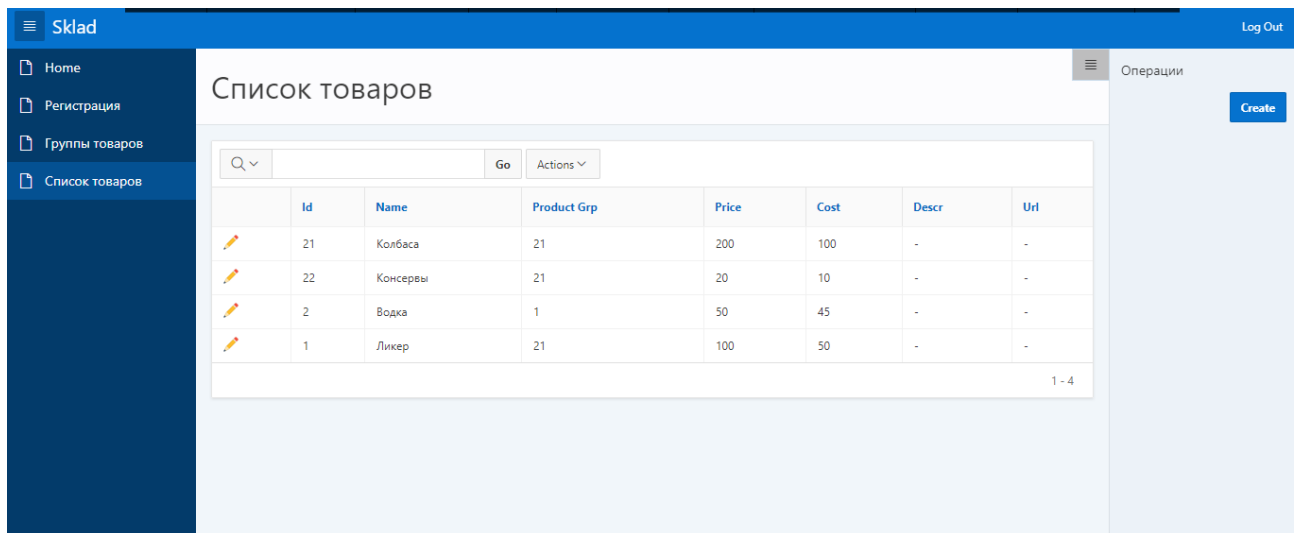 Sklad
Log Out
Home
Регистрация
Группы товаров
Список товаров
Список товаров
Операции
Create
Go Actions
Id Name Product Grp Price Cost Descr Url
21 Колбаса 21 200 100 - -
22 Консервы 21 20 10 - -
2 Водка 1 50 45 - -
1 Ликер 21 100 50 - -
1 - 4